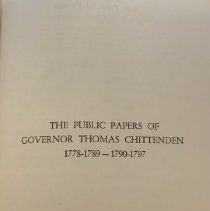 THE PUBLIC PAPERS OF
GOVERNOR THOMAS CHITTENDEN
1778-1789 — 1790-1797